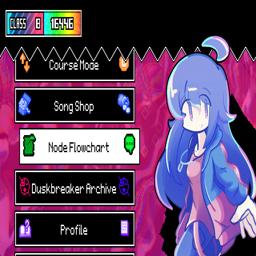 CLASS 8 16446
Course Mode
Song Shop
Node Flowchart
Duskbreaker Archive
Profile